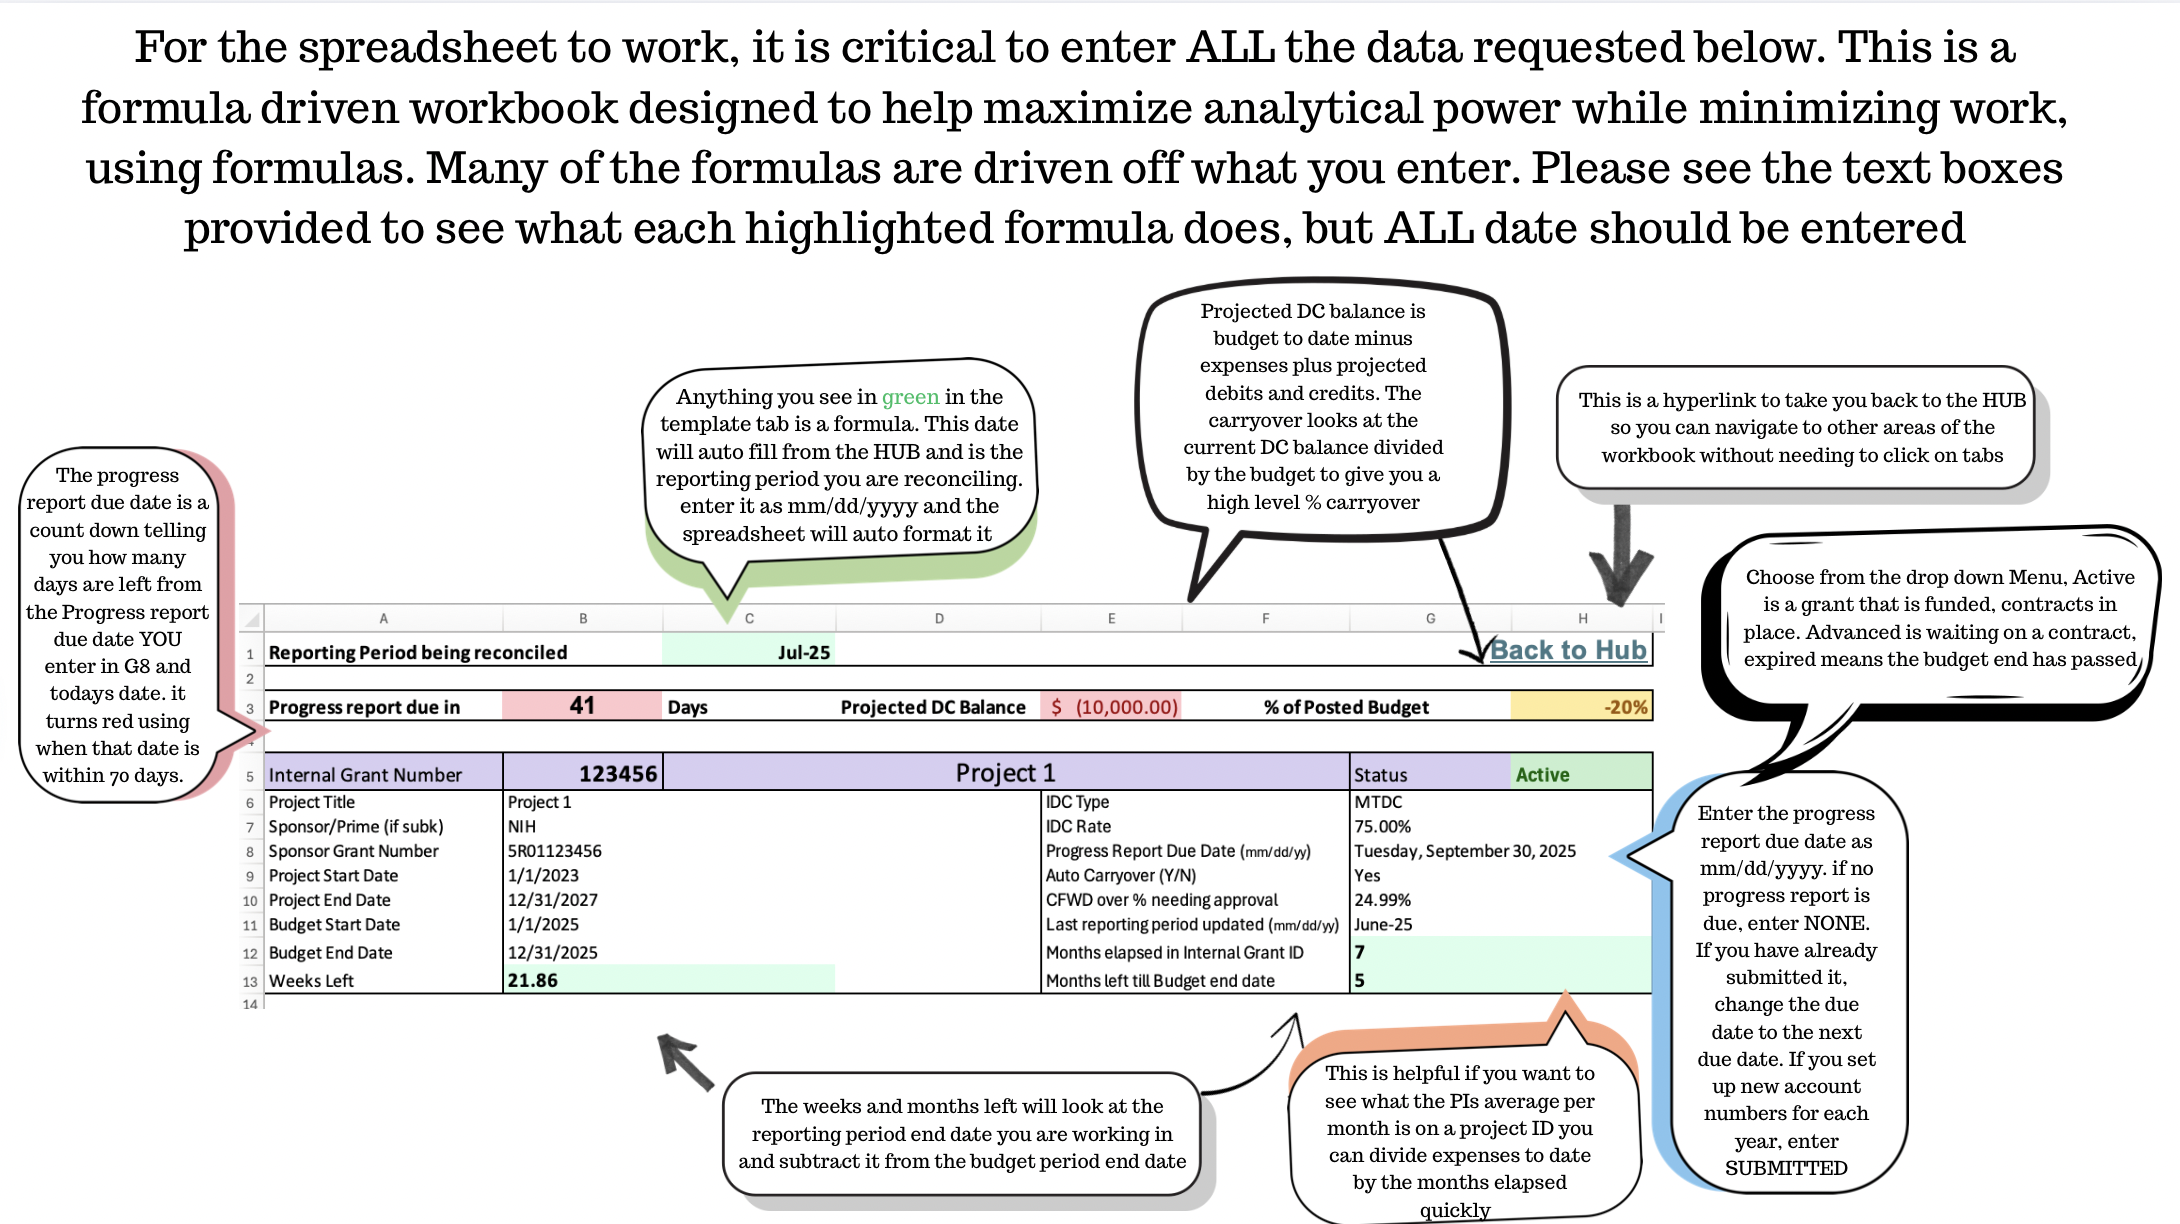 For the spreadsheet to work, it is critical to enter ALL the data requested below. This is a
formula driven workbook designed to help maximize analytical power while minimizing work,
using formulas. Many of the formulas are driven off what you enter. Please see the text boxes
provided to see what each highlighted formula does, but ALL date should be entered
Projected DC balance is
budget to date minus
expenses plus projected
debits and credits. The
carryover looks at the
current DC balance divided
by the budget to give you a
high level % carryover
Anything you see in green in the
template tab is a formula. This date
will auto fill from the HUB and is the
reporting period you are reconciling.
enter it as mm/dd/yyyy and the
spreadsheet will auto format it
This is a hyperlink to take you back to the HUB
so you can navigate to other areas of the
workbook without needing to click on tabs
The progress
report due date is a
count down telling
you how many
days are left from
the Progress report
due date YOU
enter in G8 and
todays date. it
turns red using
when that date is
within 70 days.
Choose from the drop down Menu, Active
is a grant that is funded, contracts in
place. Advanced is waiting on a contract,
expired means the budget end has passed
A B C D E F G H I
1 Reporting Period being reconciled Jul-25 Back to Hub
2
3 Progress report due in 41 Days Projected DC Balance $ (10,000.00) % of Posted Budget -20%
5 Internal Grant Number 123456 Project 1 Status Active
6 Project Title Project 1 IDC Type MTDC
7 Sponsor/Prime (if subk) NIH IDC Rate 75.00%
8 Sponsor Grant Number 5R01123456 Progress Report Due Date (mm/dd/yy) Tuesday, September 30, 2025
9 Project Start Date 1/1/2023 Auto Carryover (Y/N) Yes
10 Project End Date 12/31/2027 CFWD over % needing approval 24.99%
11 Budget Start Date 1/1/2025 Last reporting period updated (mm/dd/yy) June-25
12 Budget End Date 12/31/2025 Months elapsed in Internal Grant ID 7
13 Weeks Left 21.86 Months left till Budget end date 5
14
Enter the progress
report due date as
mm/dd/yyyy. if no
progress report is
due, enter NONE.
If you have already
submitted it,
change the due
date to the next
due date. If you set
up new account
numbers for each
year, enter
SUBMITTED
The weeks and months left will look at the
reporting period end date you are working in
and subtract it from the budget period end date
This is helpful if you want to
see what the PIs average per
month is on a project ID you
can divide expenses to date
by the months elapsed
quickly